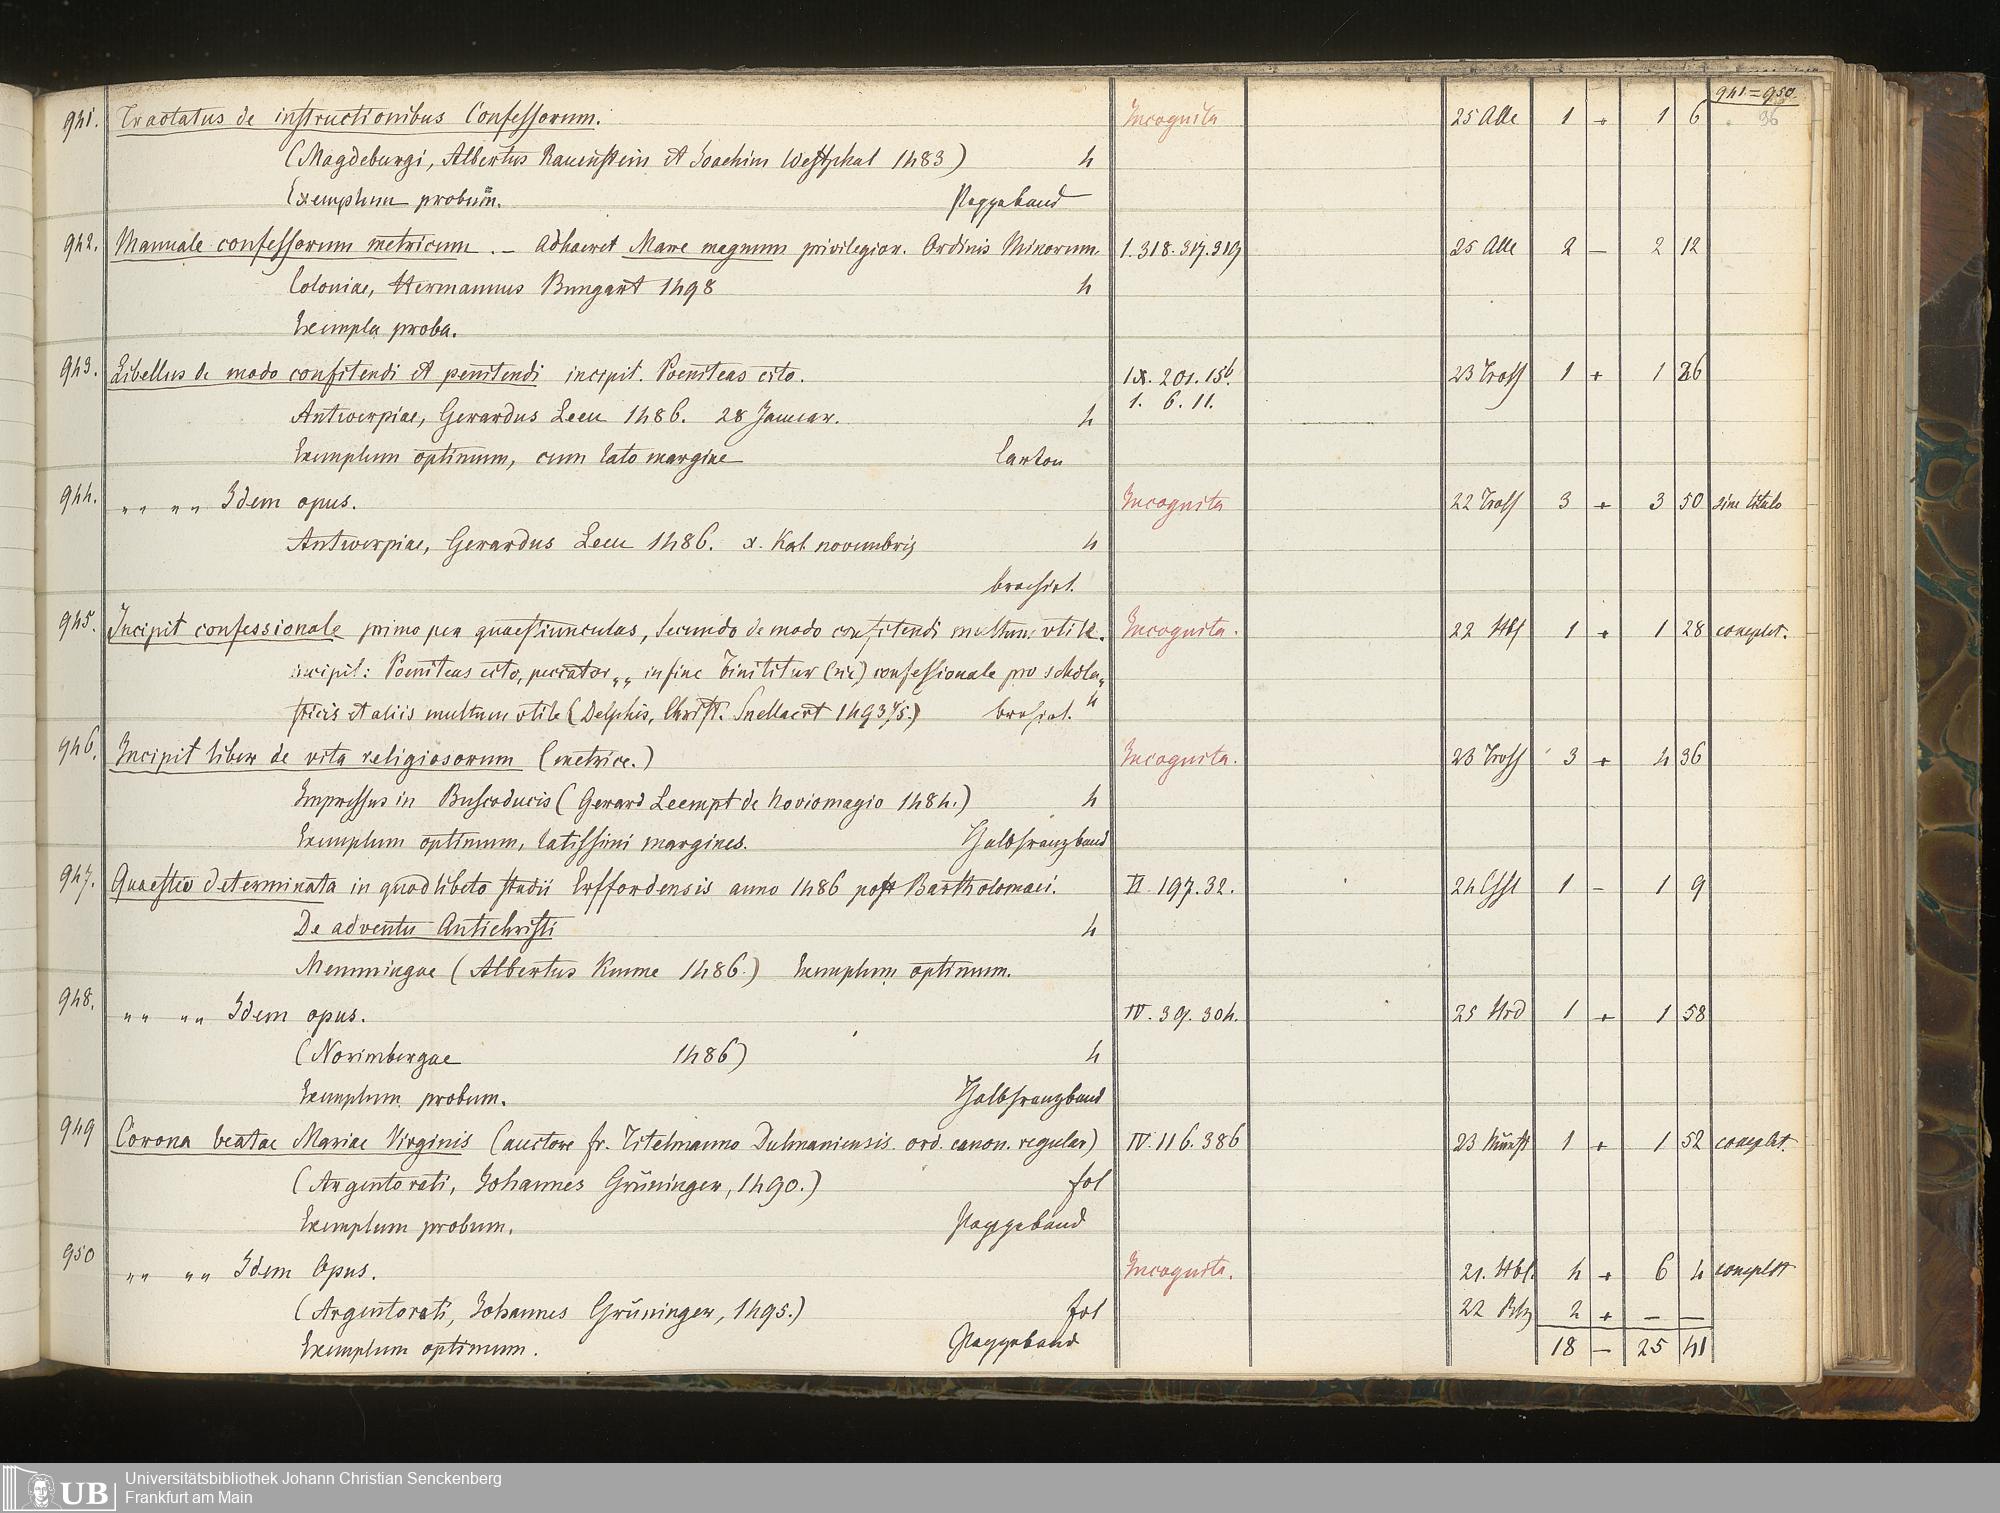 941=950.
96
941. Tractatus de instructionibus Confessorum. Incognita 25 Alle 1 + 1 6
(Magdeburgi, Albertus Rauenstein et Joachim Westphal 1483) 4
Exemplum probum. Pappband
942. Manuale confessorum metricum. — Adhaeret Mare magnum privilegior. Ordinis Minorum. 1. 318. 317. 319 25 Alle 2 — 2 12
Coloniae, Hermannus Bungart 1498 4
Exempla proba.
943. Libellus de modo confitendi et penitendi incipit. Poeniteas cito. IX. 201. 15b. 23 Tross 1 + 1 26
1. 6. 11.
Antwerpiae, Gerardus Leeu 1486. 28 Januar. 4
Exemplum optimum, cum lato margine Carton
944. „ „ „ „ Idem opus. Incognita 22 Tross 3 + 3 50 sine titulo
Antwerpiae, Gerardus Leeu 1486. x. Kal. novembris 4
broshirt.
945. Incipit confessionale primo per quaestiunculas, secundo de modo confitendi multum utile. Incognita. 22 Hbf 1 + 1 28 complet.
incipit: Poeniteas cito, peccator „ „ in fine Finititur (sic) confessionale pro schola„
sticis et aliis multum utile (Delphis, Christ. Snellaert 1493/5.) broshirt. 4
946. Incipit liber de vita religiosorum (metrice.) Incognita. 23 Tross 3 + 4 36
Impressus in Buscoducis (Gerard Leempt de Noviomagio 1484.) 4
Exemplum optimum, latissimi margines. Halbfranzband
947. Quaestio determinata in quodlibeto studii Erffordensis anno 1486 post Bartholomaei. II 197. 32. 24 1 — 1 9
De adventu Antichristi 4
Memmingae (Albertus Kunne 1486.) Exemplum optimum.
948. „ „ „ „ Idem opus. IV. 39. 304. 25 Hrd 1 + 1 58
(Norimbergae 1486) 4
Exemplum probum. Halbfranzband
949 Corona beatae Mariae Virginis (auctore fr. Titelmanno Dulmaniensis ord. canon. regular) IV. 116. 386 23 1 + 1 52 complet.
(Argentorati, Johannes Grüninger, 1490.) fol
Exemplum probum. Pappband
950 „ „ „ „ Idem Opus. Incognita. 21. Hbf. 4 + 6 4 complet
(Argentorati, Johannes Grüninger, 1495.) fol 22 2 + — —
Exemplum optimum. Pappband 18 — 25 41
UB
Universitätsbibliothek Johann Christian Senckenberg
Frankfurt am Main